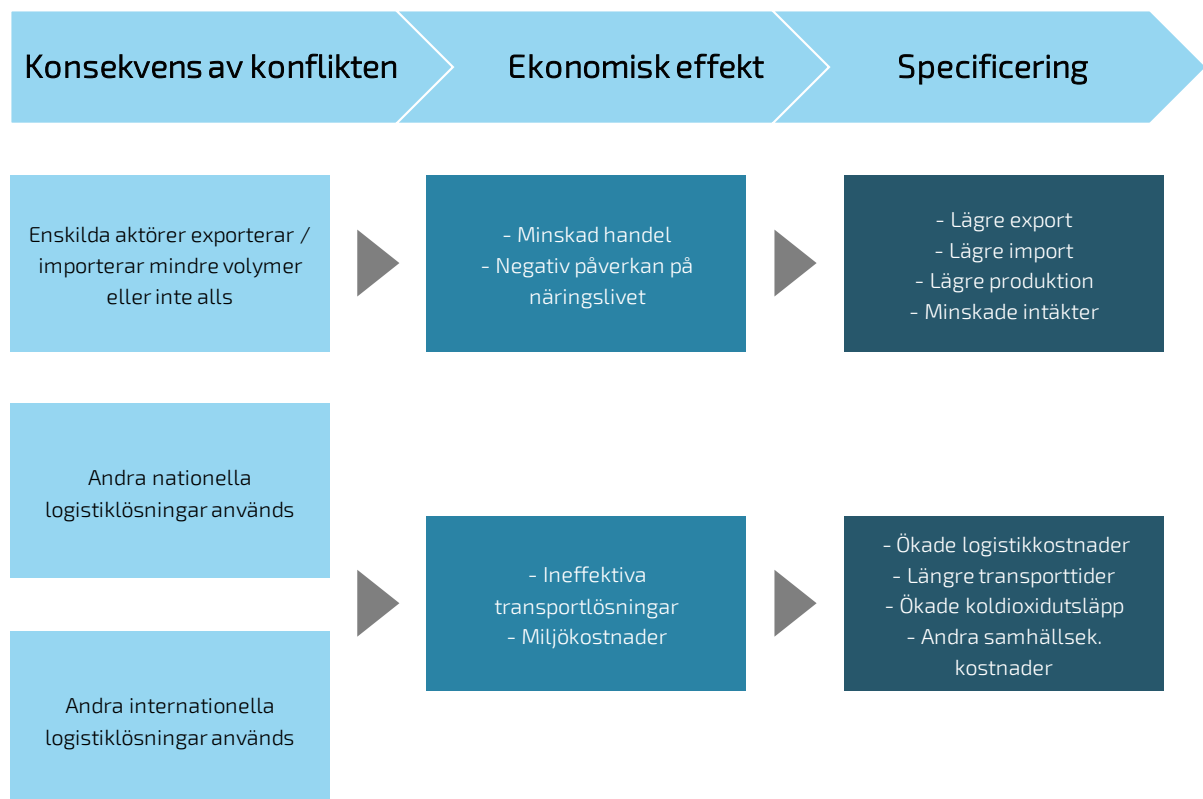 Konsekvens av konflikten
Ekonomisk effekt
Specificering
Enskilda aktörer exporterar /
importerar mindre volymer
eller inte alls
- Minskad handel
- Negativ påverkan på
näringslivet
- Lägre export
- Lägre import
- Lägre produktion
- Minskade intäkter
Andra nationella
logistiklösningar används
Andra internationella
logistiklösningar används
- Ineffektiva
transportlösningar
- Miljökostnader
- Ökade logistikkostnader
- Längre transporttider
- Ökade koldioxidutsläpp
- Andra samhällsek.
kostnader